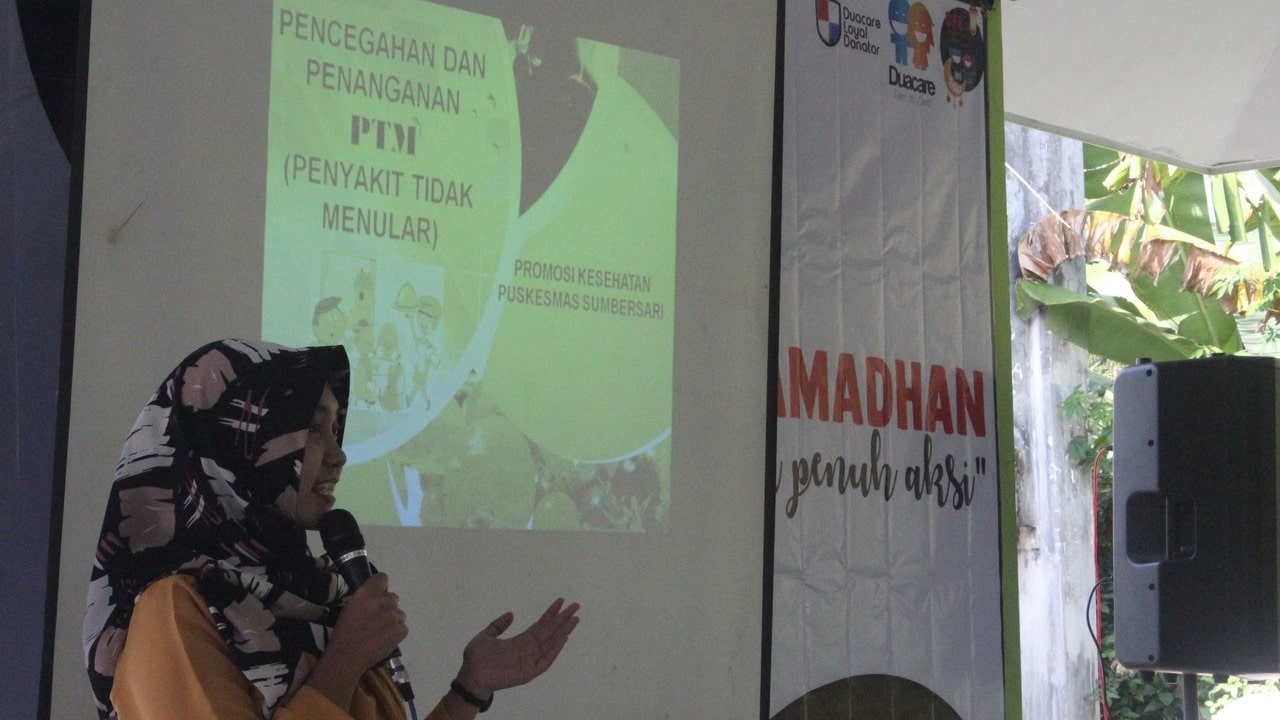 PENCEGAHAN DAN
PENANGANAN
PTM
(PENYAKIT TIDAK
MENULAR)
PROMOSI KESEHATAN
PUSKESMAS SUMBERSARI
Duacare
Loyal
Donator
Duacare
AMADHAN
penuh aksi"